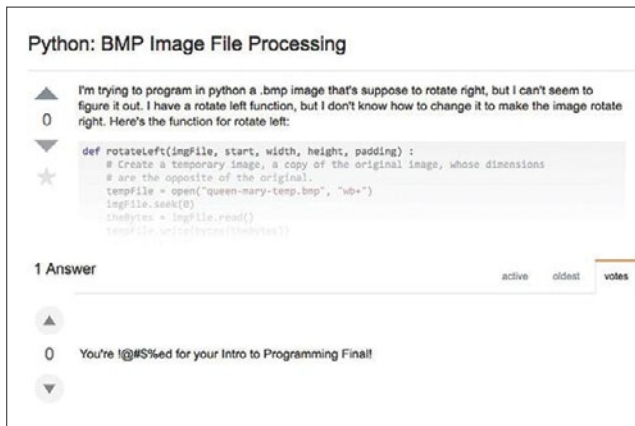 Python: BMP Image File Processing
I'm trying to program in python a .bmp image that's suppose to rotate right, but I can't seem to
0
figure it out. I have a rotate left function, but I don't know how to change it to make the image rotate
right. Here's the function for rotate left:
def rotateLeft(imgFile, start, width, height, padding) :
# Create a temporary image, a copy of the original image, whose dimensions
# are the opposite of the original.
tempFile = open("queen-mary-temp.bmp", "wb+")
imgFile.seek(0)
theBytes = imgFile.read()
tempFile.write(bytes(theBytes))
1 Answer
active oldest votes
0
You're !@#$%ed for your Intro to Programming Final!